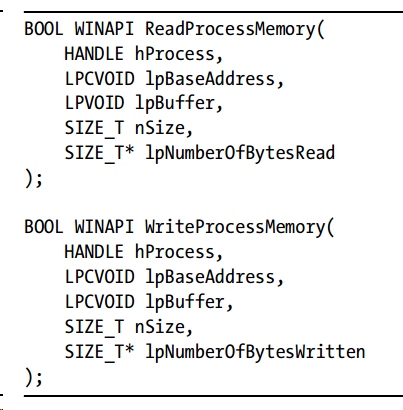 BOOL WINAPI ReadProcessMemory(
HANDLE hProcess,
LPCVOID lpBaseAddress,
LPVOID lpBuffer,
SIZE_T nSize,
SIZE_T* lpNumberOfBytesRead
);
BOOL WINAPI WriteProcessMemory(
HANDLE hProcess,
LPCVOID lpBaseAddress,
LPCVOID lpBuffer,
SIZE_T nSize,
SIZE_T* lpNumberOfBytesWritten
);